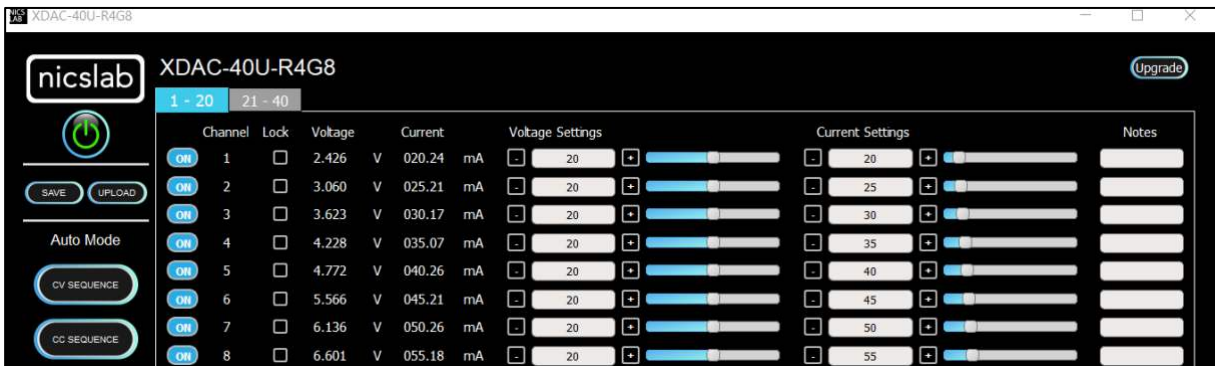 NICS LAB XDAC-40U-R4G8
nicslab XDAC-40U-R4G8 Upgrade
1 - 20 21 - 40
Channel Lock Voltage Current Voltage Settings Current Settings Notes
ON 1 2.426 V 020.24 mA - 20 + - 20 +
ON 2 3.060 V 025.21 mA - 20 + - 25 +
SAVE UPLOAD
ON 3 3.623 V 030.17 mA - 20 + - 30 +
Auto Mode
ON 4 4.228 V 035.07 mA - 20 + - 35 +
ON 5 4.772 V 040.26 mA - 20 + - 40 +
CV SEQUENCE
ON 6 5.566 V 045.21 mA - 20 + - 45 +
ON 7 6.136 V 050.26 mA - 20 + - 50 +
CC SEQUENCE
ON 8 6.601 V 055.18 mA - 20 + - 55 +